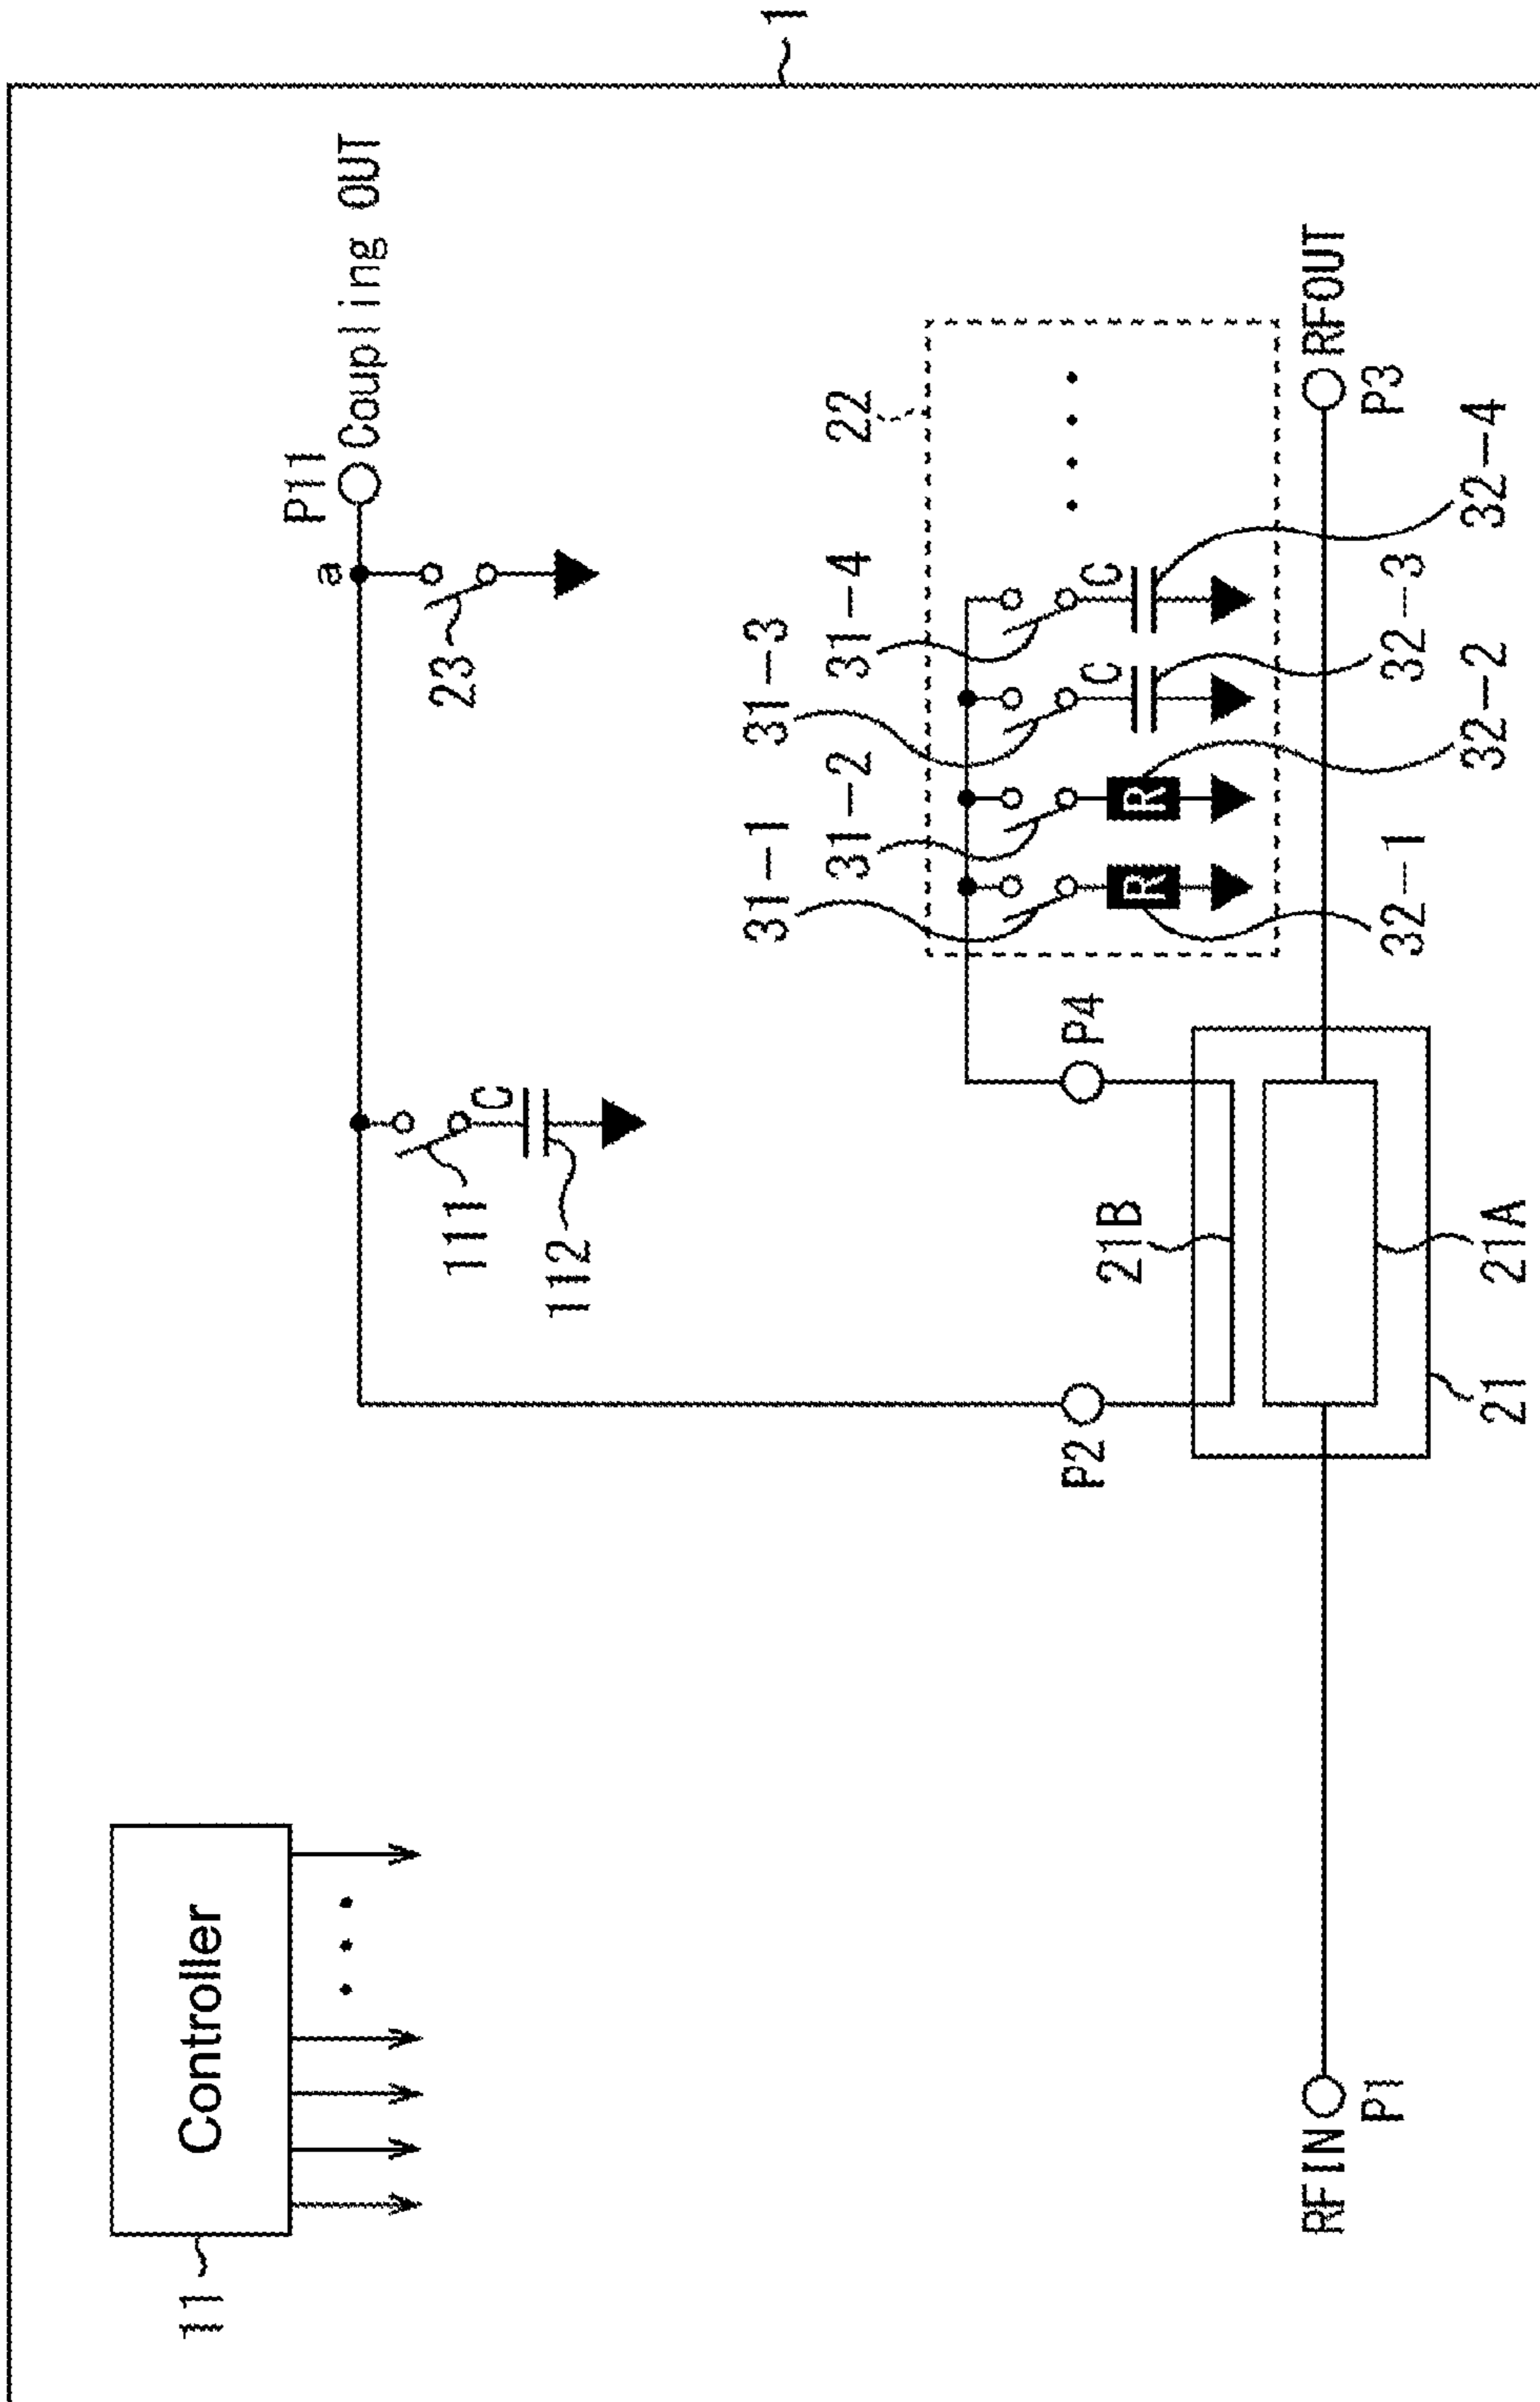 1
11
Controller
P11
Coupling OUT
a
23
111
C
112
22
31-1
31-2
31-3
31-4
R
R
C
C
32-1
32-2
32-3
32-4
P2
P4
21B
21A
21
RFIN
P1
RFOUT
P3